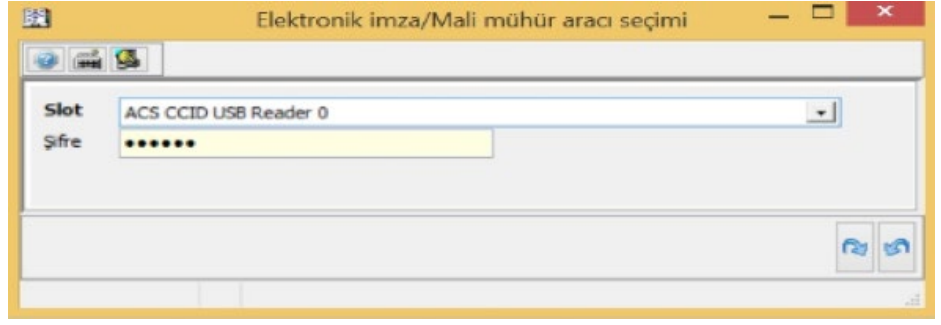 Elektronik imza/Mali mühür aracı seçimi
Slot ACS CCID USB Reader 0
Şifre ••••••